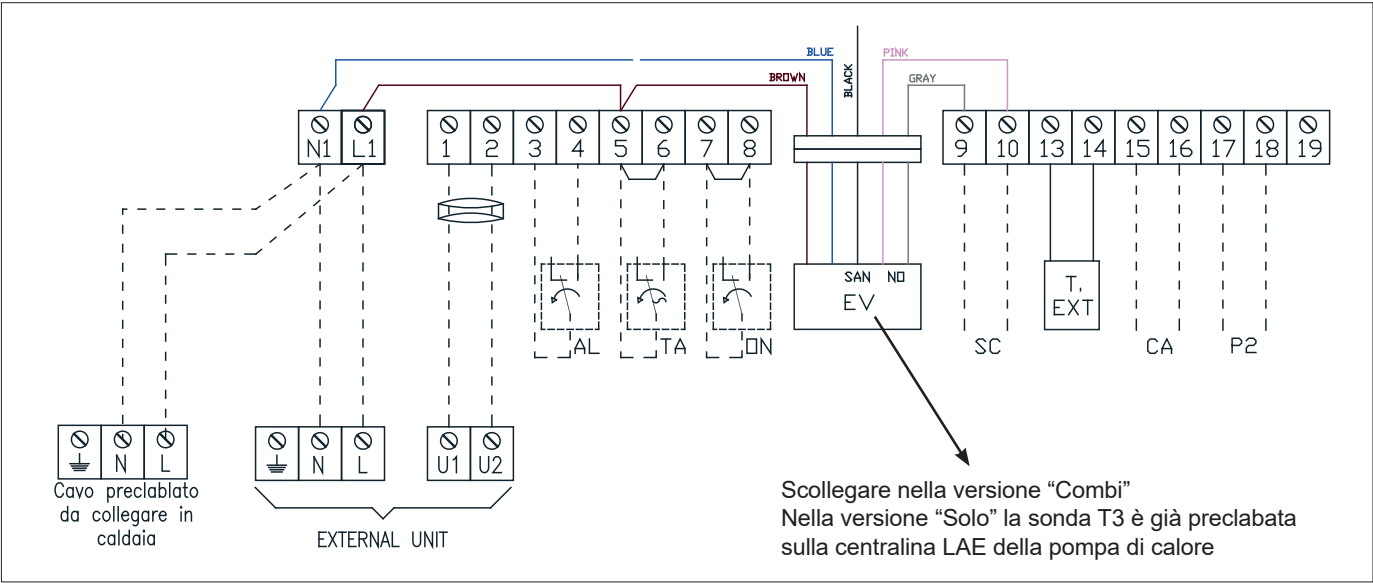 BLUE
PINK
BROWN
BLACK
GRAY
N1 L1
1 2 3 4 5 6 7 8
9 10 13 14 15 16 17 18 19
SAN NO
EV
T.
EXT
AL TA ON
SC CA P2
N L
N L
U1 U2
Cavo preclablato
da collegare in
caldaia
EXTERNAL UNIT
Scollegare nella versione “Combi”
Nella versione “Solo” la sonda T3 è già preclabata
sulla centralina LAE della pompa di calore